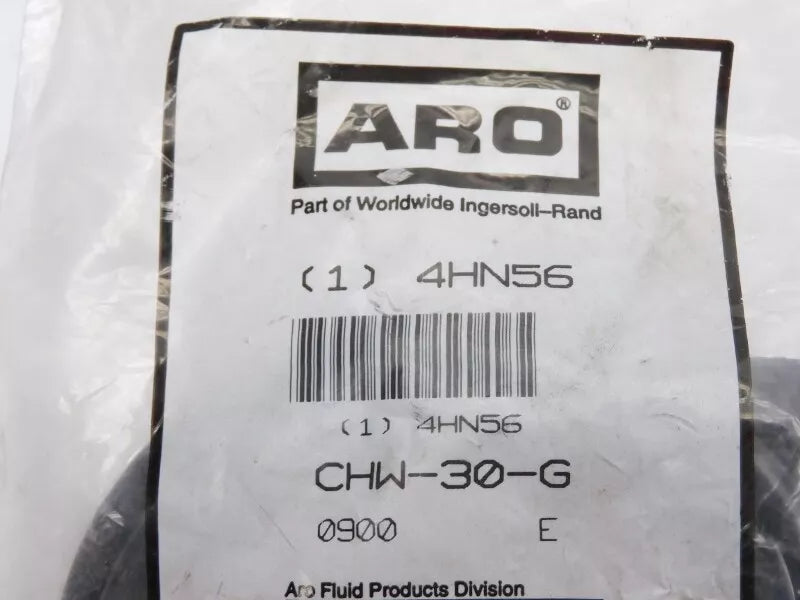 ARO®
Part of Worldwide Ingersoll-Rand
(1) 4HN56
(1) 4HN56
CHW-30-G
0900 E
Aro Fluid Products Division